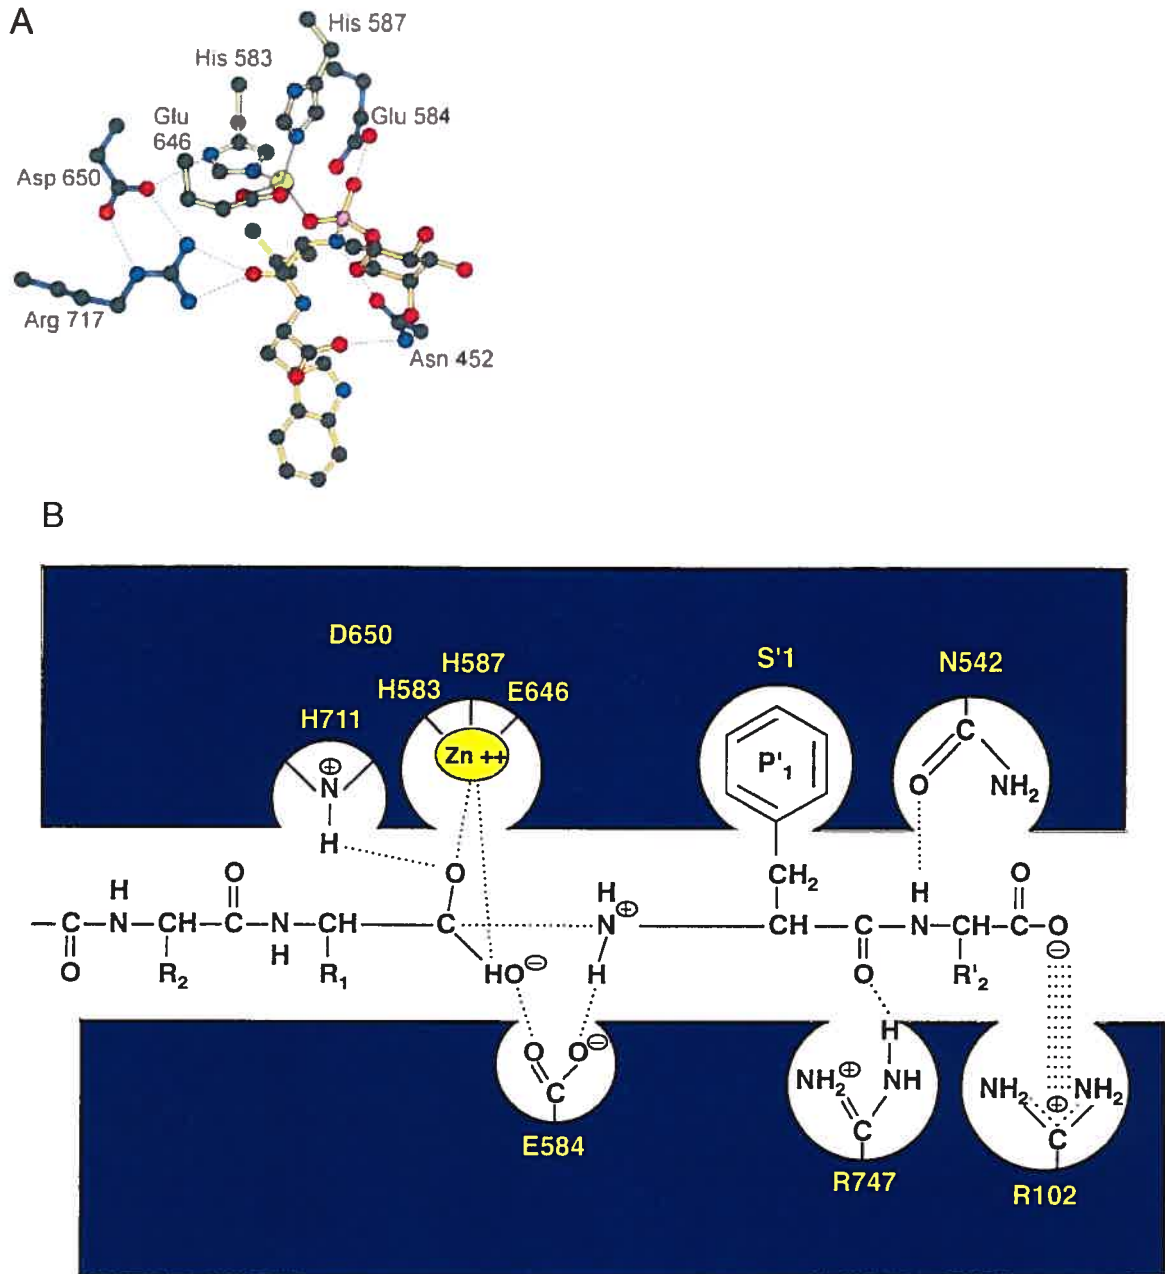 A
His 587
His 583
Glu 646
Glu 584
Asp 650
Arg 717
Asn 452
B
D650
H587
S'1
N542
H583
E646
H711
Zn ++
P'1
⊕
N
C
O
NH2
H
O
CH2
H
O
H
O
H
H
O
— C — N — CH — C — N — CH — C N⊕ CH — C — N — CH — C — O
⊖
O
R2
H
R1
HO⊖
H
O
R'2
H
O
O⊖
NH2⊕
NH
NH2
⊕
NH2
C
C
C
E584
R747
R102